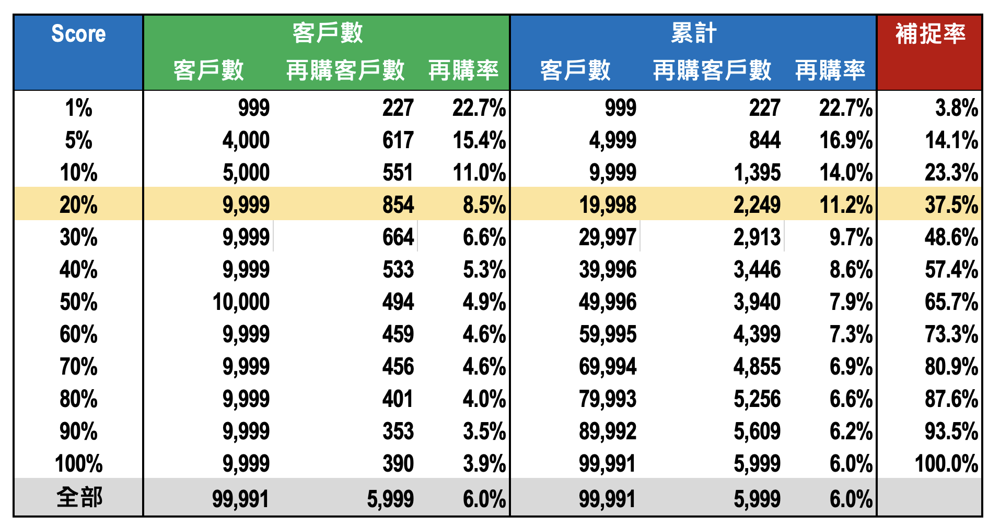 Score 客戶數 累計 補捉率
客戶數 再購客戶數 再購率 客戶數 再購客戶數 再購率
1% 999 227 22.7% 999 227 22.7% 3.8%
5% 4,000 617 15.4% 4,999 844 16.9% 14.1%
10% 5,000 551 11.0% 9,999 1,395 14.0% 23.3%
20% 9,999 854 8.5% 19,998 2,249 11.2% 37.5%
30% 9,999 664 6.6% 29,997 2,913 9.7% 48.6%
40% 9,999 533 5.3% 39,996 3,446 8.6% 57.4%
50% 10,000 494 4.9% 49,996 3,940 7.9% 65.7%
60% 9,999 459 4.6% 59,995 4,399 7.3% 73.3%
70% 9,999 456 4.6% 69,994 4,855 6.9% 80.9%
80% 9,999 401 4.0% 79,993 5,256 6.6% 87.6%
90% 9,999 353 3.5% 89,992 5,609 6.2% 93.5%
100% 9,999 390 3.9% 99,991 5,999 6.0% 100.0%
全部 99,991 5,999 6.0% 99,991 5,999 6.0%